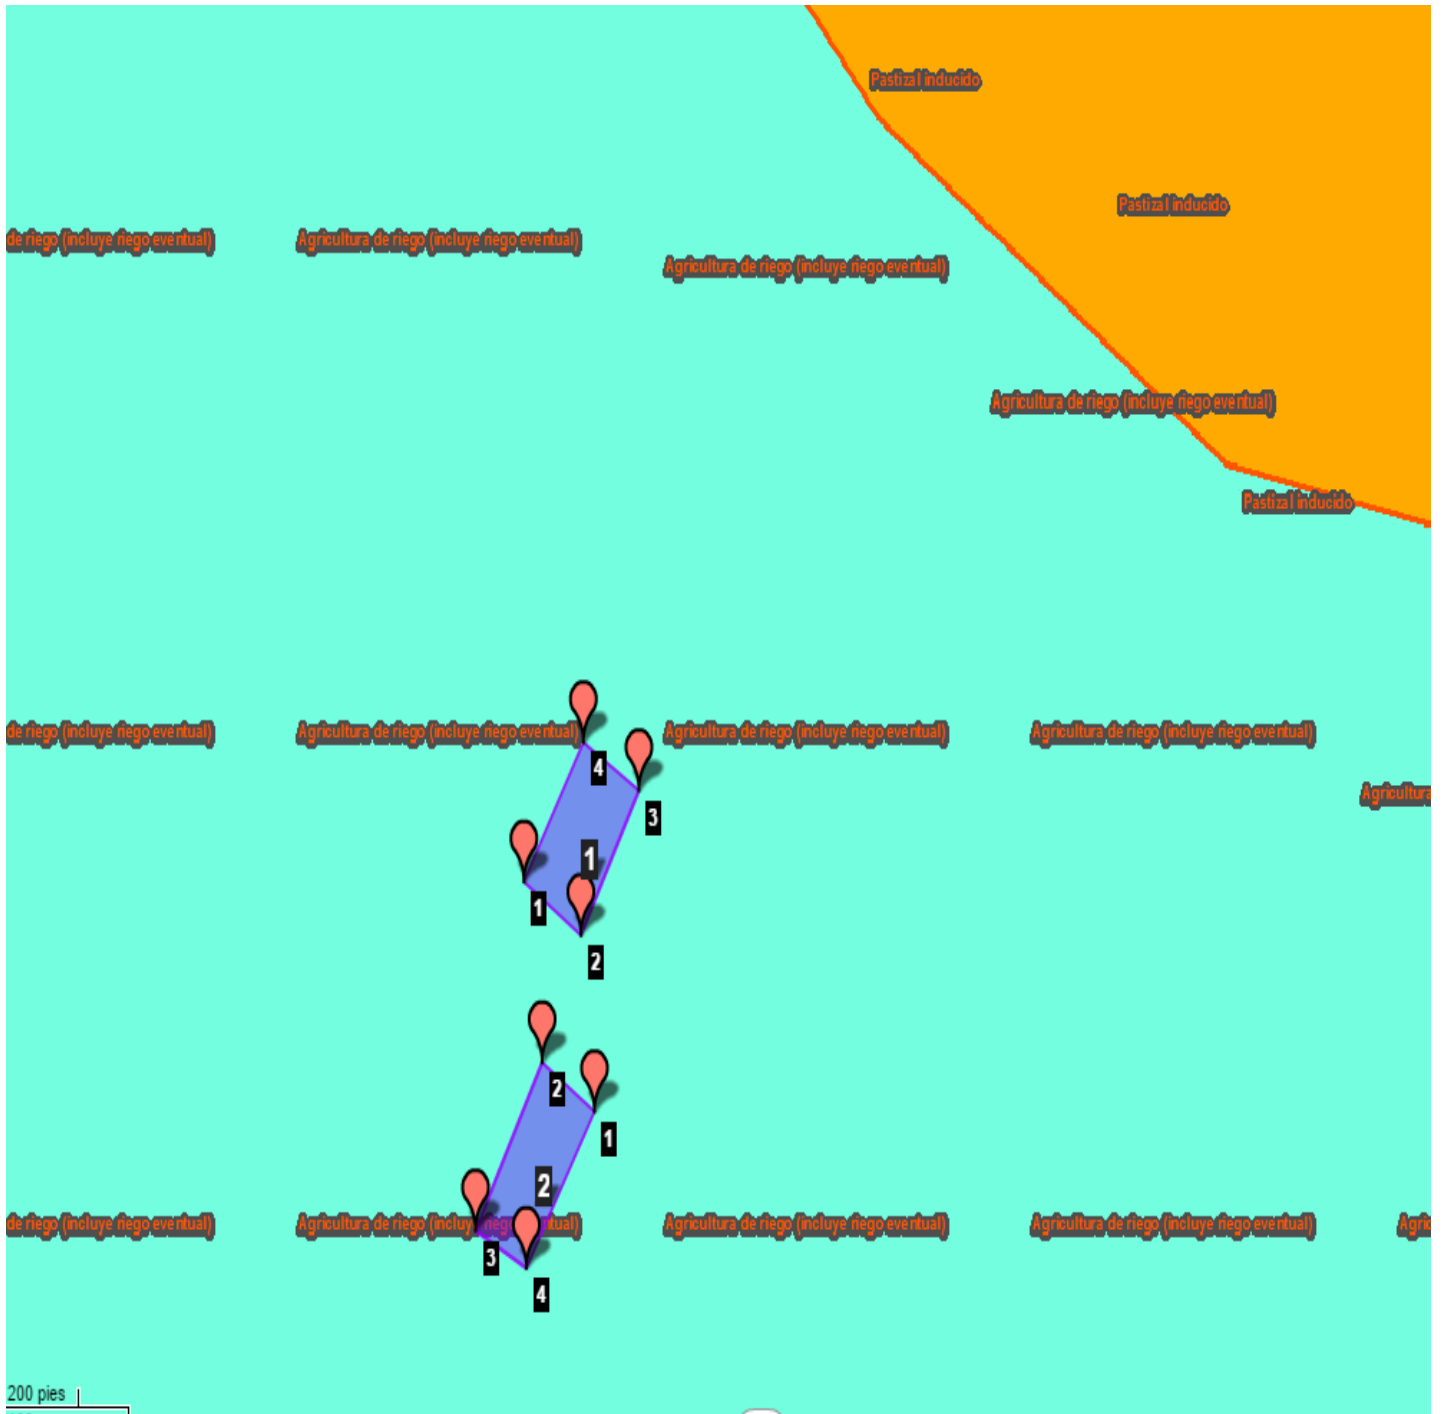 Pastizal inducido
Pastizal inducido
de riego (incluye riego eventual)
Agricultura de riego (incluye riego eventual)
Agricultura de riego (incluye riego eventual)
Agricultura de riego (incluye riego eventual)
Pastizal inducido
de riego (incluye riego eventual)
Agricultura de riego (incluye riego eventual)
Agricultura de riego (incluye riego eventual)
Agricultura de riego (incluye riego eventual)
4
Agricultura
3
1
1
2
2
1
2
de riego (incluye riego eventual)
Agricultura de riego (incluy riego tual)
Agricultura de riego (incluye riego eventual)
Agricultura de riego (incluye riego eventual)
Agric
3
4
200 pies